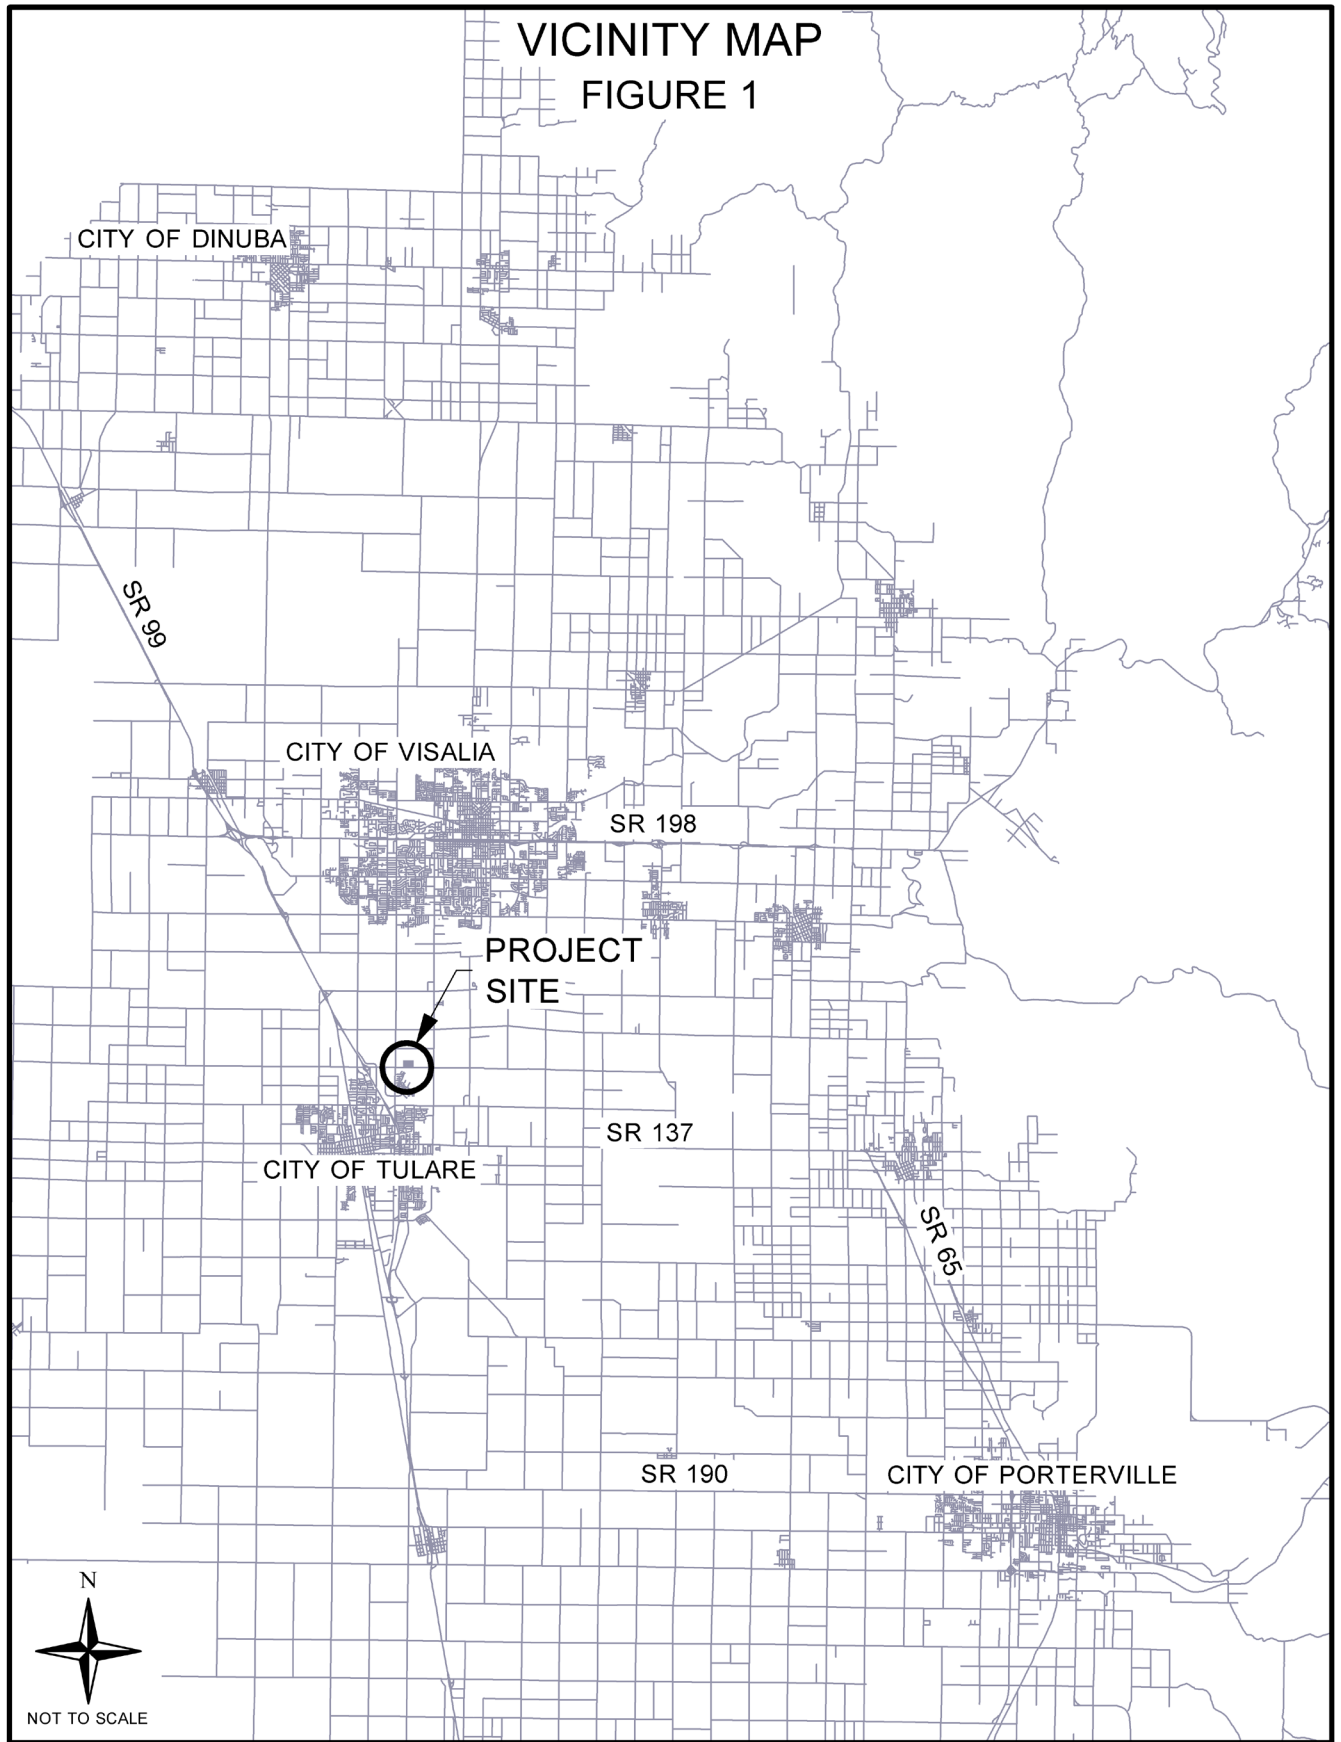 VICINITY MAP
FIGURE 1
CITY OF DINUBA
SR 99
CITY OF VISALIA
SR 198
PROJECT
SITE
SR 137
CITY OF TULARE
SR 65
SR 190
CITY OF PORTERVILLE
N
NOT TO SCALE